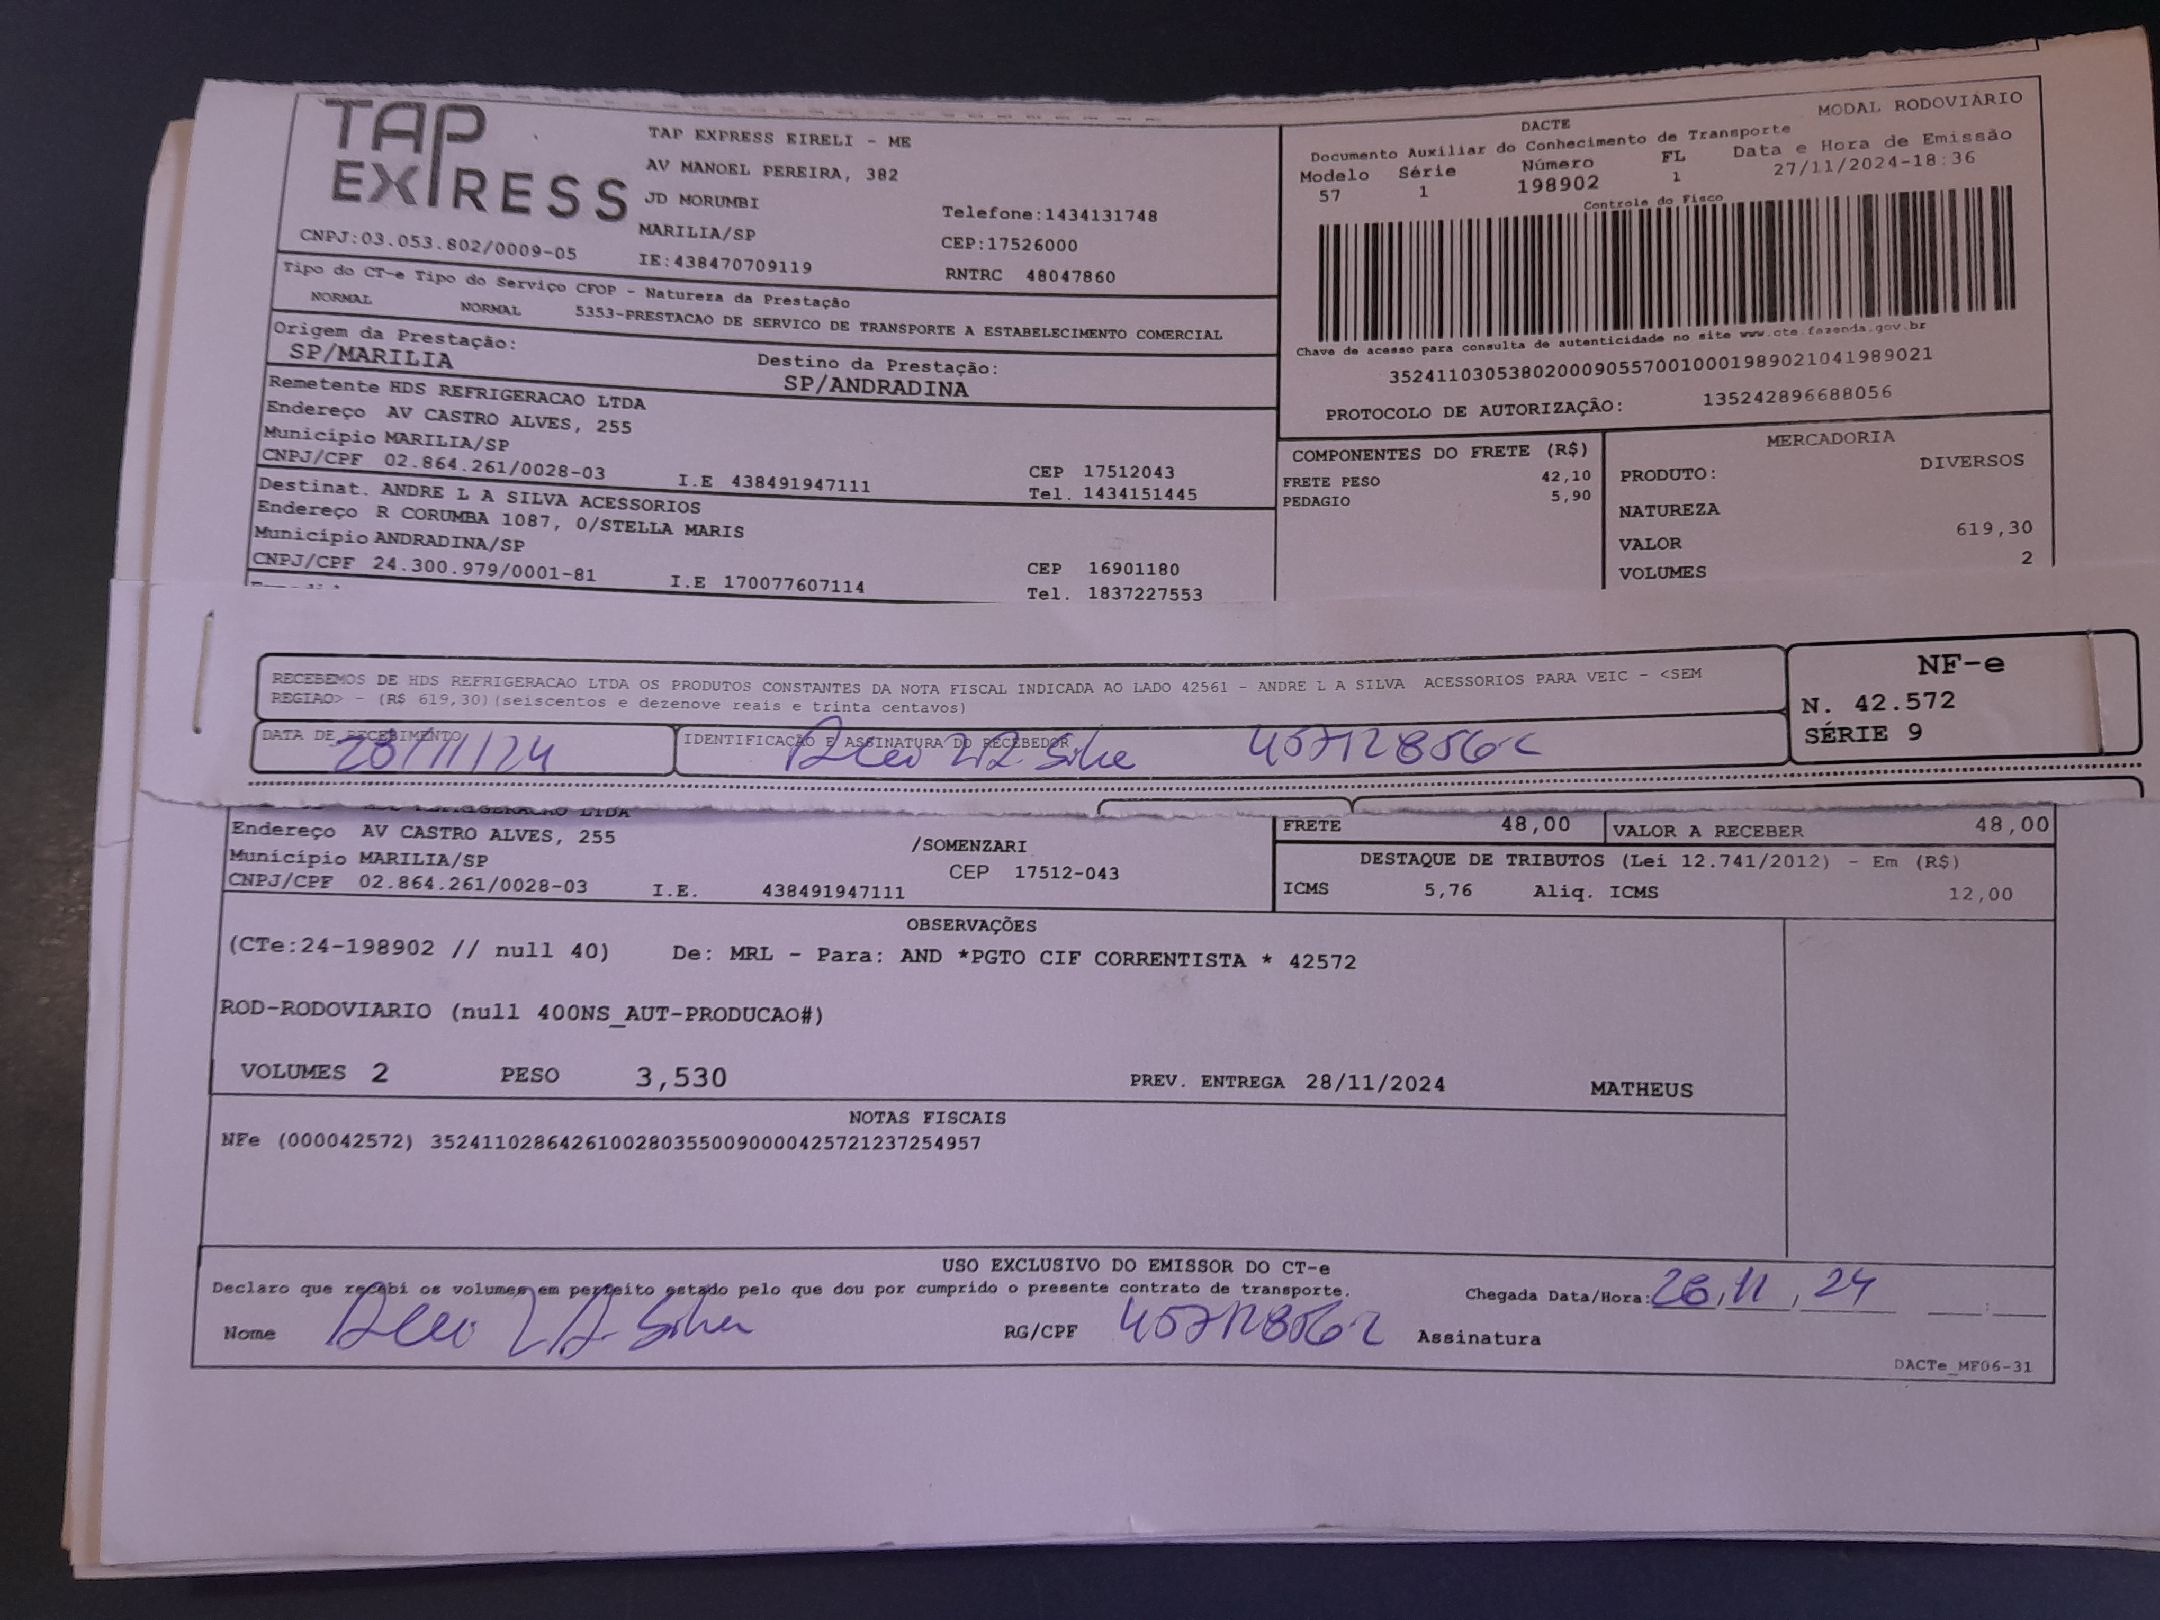 TAP EXPRESS
TAP EXPRESS EIRELI - ME
AV MANOEL PEREIRA, 382
JD MORUMBI
MARILIA/SP
Telefone:1434131748
CEP:17526000
CNPJ:03.053.802/0009-05
IE:438470709119
RNTRC 48047860
Tipo do CT-e Tipo do Serviço CFOP - Natureza da Prestação
NORMAL NORMAL 5353-PRESTACAO DE SERVICO DE TRANSPORTE A ESTABELECIMENTO COMERCIAL
Origem da Prestação:
SP/MARILIA
Destino da Prestação:
SP/ANDRADINA
Remetente HDS REFRIGERACAO LTDA
Endereço AV CASTRO ALVES, 255
Município MARILIA/SP
CNPJ/CPF 02.864.261/0028-03 I.E 438491947111
CEP 17512043
Tel. 1434151445
Destinat. ANDRE L A SILVA ACESSORIOS
Endereço R CORUMBA 1087, 0/STELLA MARIS
Município ANDRADINA/SP
CNPJ/CPF 24.300.979/0001-81 I.E 170077607114
CEP 16901180
Tel. 1837227553
MODAL RODOVIARIO
DACTE
Documento Auxiliar do Conhecimento de Transporte
Modelo Série Número FL Data e Hora de Emissão
57 1 198902 1 27/11/2024-18:36
Controle do Fisco
Chave de acesso para consulta de autenticidade no site www.cte.fazenda.gov.br
35241103053802000905570010001989021041989021
PROTOCOLO DE AUTORIZAÇÃO: 135242896688056
COMPONENTES DO FRETE (R$)
FRETE PESO 42,10
PEDAGIO 5,90
MERCADORIA
PRODUTO: DIVERSOS
NATUREZA
VALOR 619,30
VOLUMES 2
RECEBEMOS DE HDS REFRIGERACAO LTDA OS PRODUTOS CONSTANTES DA NOTA FISCAL INDICADA AO LADO 42561 - ANDRE L A SILVA ACESSORIOS PARA VEIC - <SEM
REGIAO> - (R$ 619,30)(seiscentos e dezenove reais e trinta centavos)
DATA DE RECEBIMENTO
28/11/24
IDENTIFICAÇÃO E ASSINATURA DO RECEBEDOR
NF-e
N. 42.572
SÉRIE 9
REFRIGERACAO LTDA
Endereço AV CASTRO ALVES, 255 /SOMENZARI
Município MARILIA/SP CEP 17512-043
CNPJ/CPF 02.864.261/0028-03 I.E. 438491947111
FRETE 48,00 VALOR A RECEBER 48,00
DESTAQUE DE TRIBUTOS (Lei 12.741/2012) - Em (R$)
ICMS 5,76 Aliq. ICMS 12,00
OBSERVAÇÕES
(CTe:24-198902 // null 40) De: MRL - Para: AND *PGTO CIF CORRENTISTA * 42572
ROD-RODOVIARIO (null 400NS_AUT-PRODUCAO#)
VOLUMES 2 PESO 3,530 PREV. ENTREGA 28/11/2024 MATHEUS
NOTAS FISCAIS
NFe (000042572) 35241102864261002803550090000425721237254957
USO EXCLUSIVO DO EMISSOR DO CT-e
Declaro que recebi os volumes em perfeito estado pelo que dou por cumprido o presente contrato de transporte.
Chegada Data/Hora: 28, 11, 24 :
Nome RG/CPF Assinatura
DACTe_MF06-31